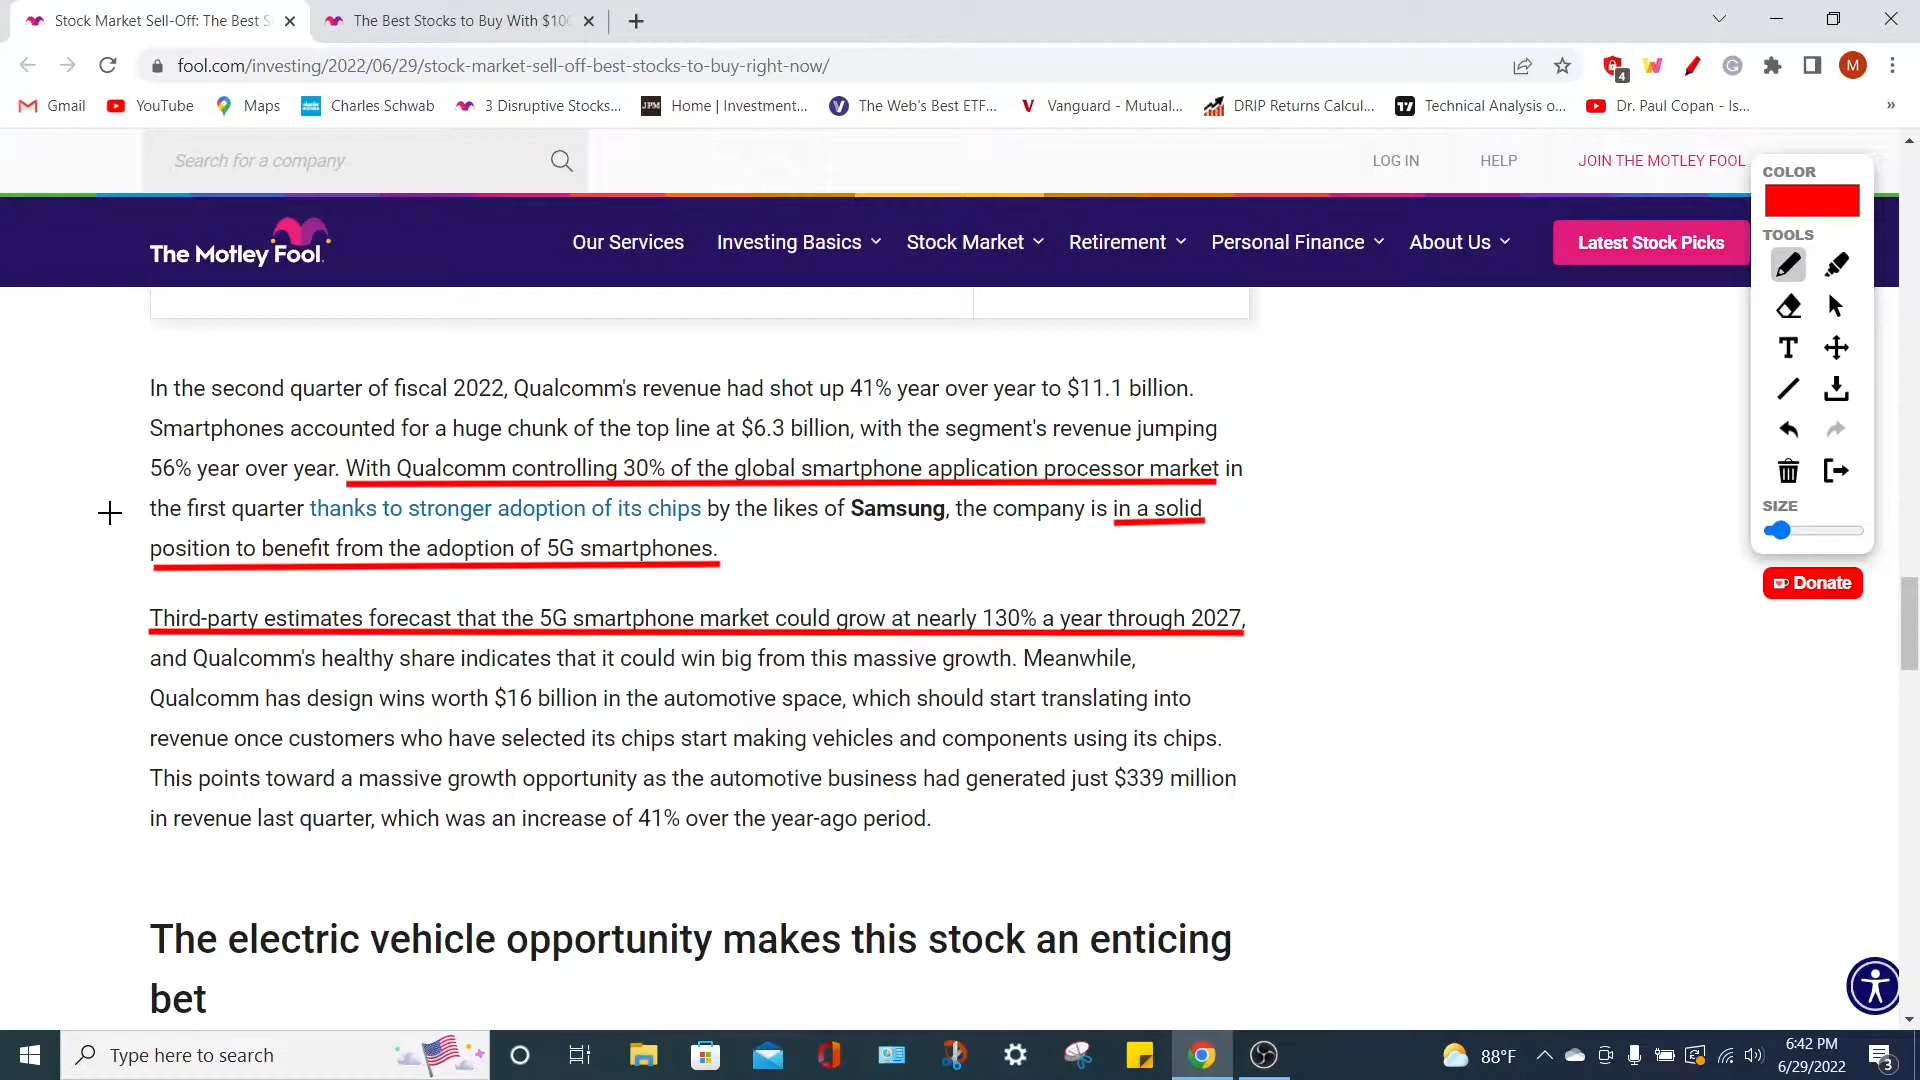 Stock Market Sell-Off: The Best S
The Best Stocks to Buy With $100
fool.com/investing/2022/06/29/stock-market-sell-off-best-stocks-to-buy-right-now/
4
M
Gmail YouTube Maps Charles Schwab 3 Disruptive Stocks... JPM Home | Investment... The Web's Best ETF... Vanguard - Mutual... DRIP Returns Calcul... Technical Analysis o... Dr. Paul Copan - Is... »
Search for a company
LOG IN HELP JOIN THE MOTLEY FOOL
The Motley Fool.
Our Services Investing Basics Stock Market Retirement Personal Finance About Us Latest Stock Picks
COLOR
TOOLS
SIZE
Donate
In the second quarter of fiscal 2022, Qualcomm's revenue had shot up 41% year over year to $11.1 billion.
Smartphones accounted for a huge chunk of the top line at $6.3 billion, with the segment's revenue jumping
56% year over year. With Qualcomm controlling 30% of the global smartphone application processor market in
the first quarter thanks to stronger adoption of its chips by the likes of Samsung, the company is in a solid
position to benefit from the adoption of 5G smartphones.
Third-party estimates forecast that the 5G smartphone market could grow at nearly 130% a year through 2027,
and Qualcomm's healthy share indicates that it could win big from this massive growth. Meanwhile,
Qualcomm has design wins worth $16 billion in the automotive space, which should start translating into
revenue once customers who have selected its chips start making vehicles and components using its chips.
This points toward a massive growth opportunity as the automotive business had generated just $339 million
in revenue last quarter, which was an increase of 41% over the year-ago period.
The electric vehicle opportunity makes this stock an enticing
bet
Type here to search
88°F
6:42 PM
6/29/2022
3